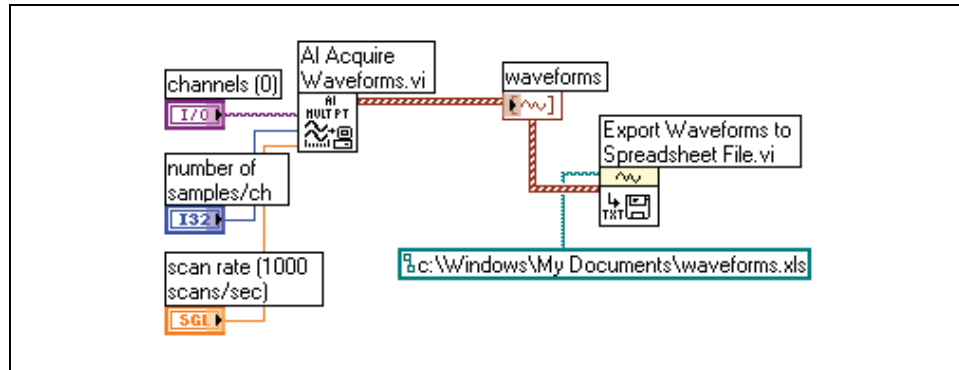 channels (0)
I/O
number of
samples/ch
I32
scan rate (1000
scans/sec)
SGL
AI Acquire
Waveforms.vi
AI
MULT PT
waveforms
Export Waveforms to
Spreadsheet File.vi
TXT
c:\Windows\My Documents\waveforms.xls